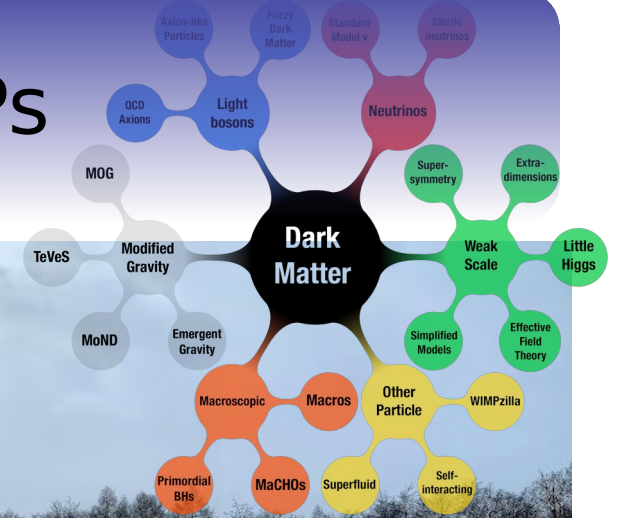 Ps
Axion-like
Particles
Fuzzy
Dark
Matter
Standard
Model ν
Sterile
neutrinos
QCD
Axions
Light
bosons
Neutrinos
MOG
Super-
symmetry
Extra-
dimensions
TeVeS
Modified
Gravity
Dark
Matter
Weak
Scale
Little
Higgs
MoND
Emergent
Gravity
Simplified
Models
Effective
Field
Theory
Macroscopic
Macros
Other
Particle
WIMPzilla
Primordial
BHs
MaCHOs
Superfluid
Self-
interacting